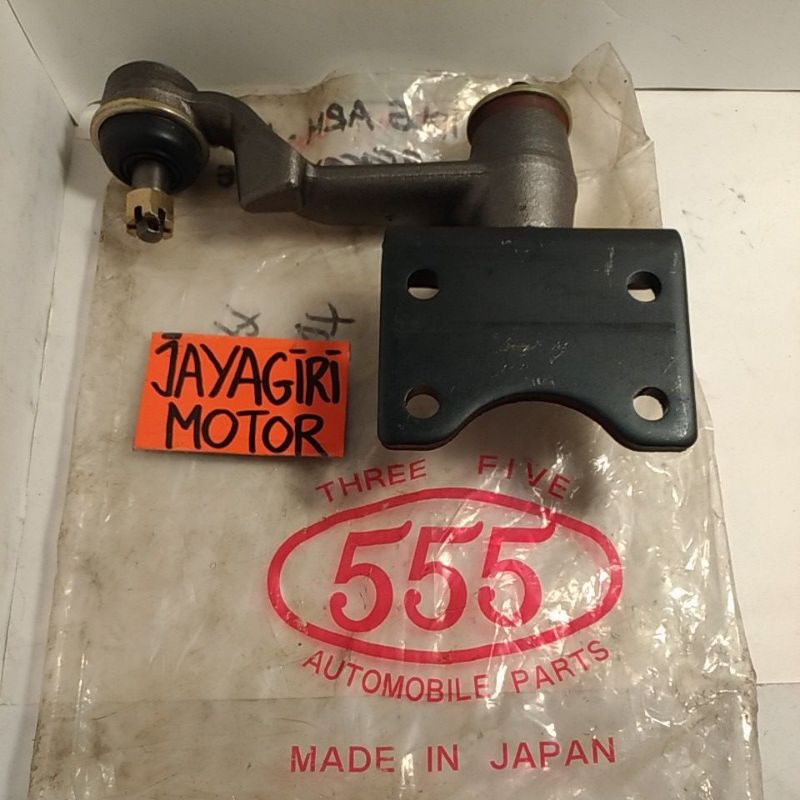 JAYAGIRI
MOTOR
THREE FIVE
555
AUTOMOBILE PARTS
MADE IN JAPAN